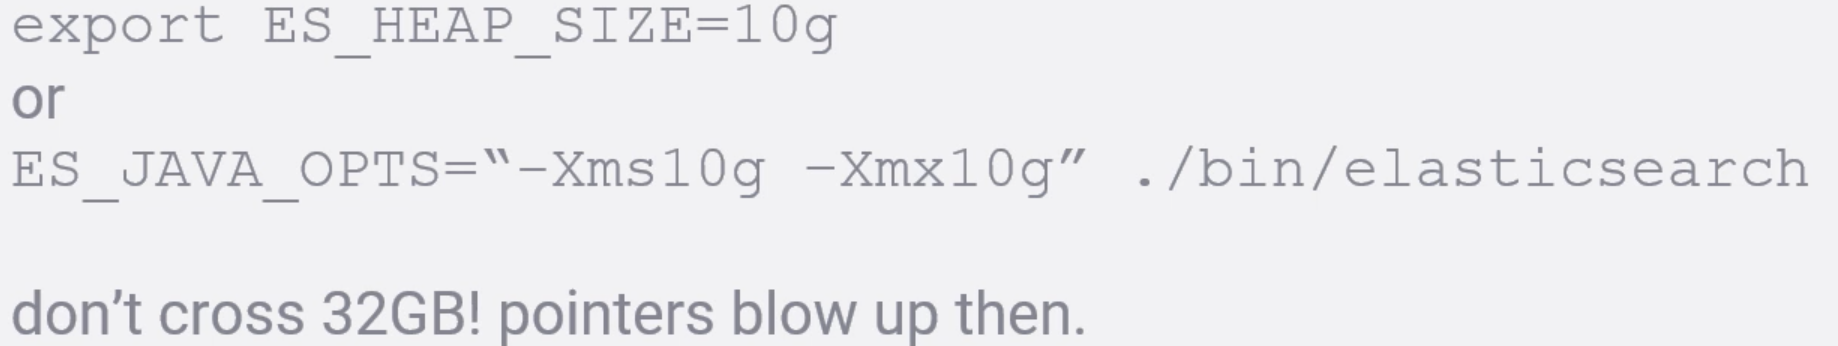 export ES_HEAP_SIZE=10g
or
ES_JAVA_OPTS=“-Xms10g -Xmx10g” ./bin/elasticsearch
don’t cross 32GB! pointers blow up then.